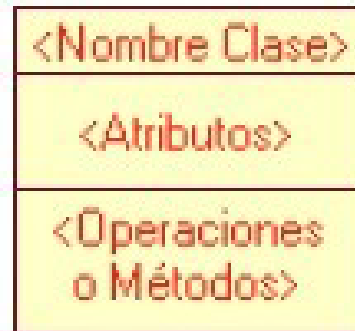 <Nombre Clase>
<Atributos>
<Operaciones
o Métodos>